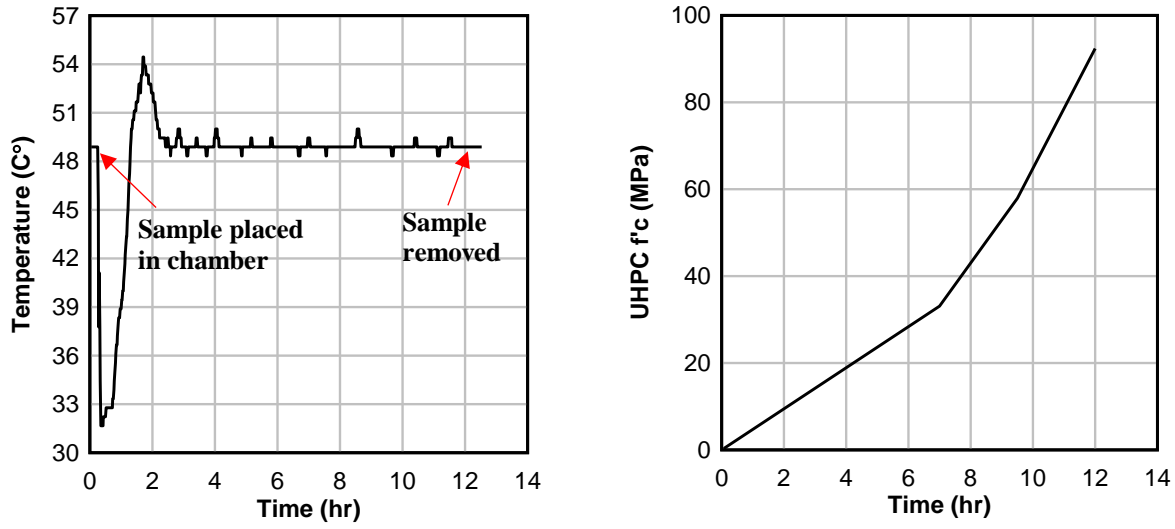 57
54
51
48
45
42
39
36
33
30
Temperature (C°)
Sample placed
in chamber
Sample
removed
0 2 4 6 8 10 12 14
Time (hr)
100
80
60
40
20
0
UHPC f'c (MPa)
0 2 4 6 8 10 12 14
Time (hr)